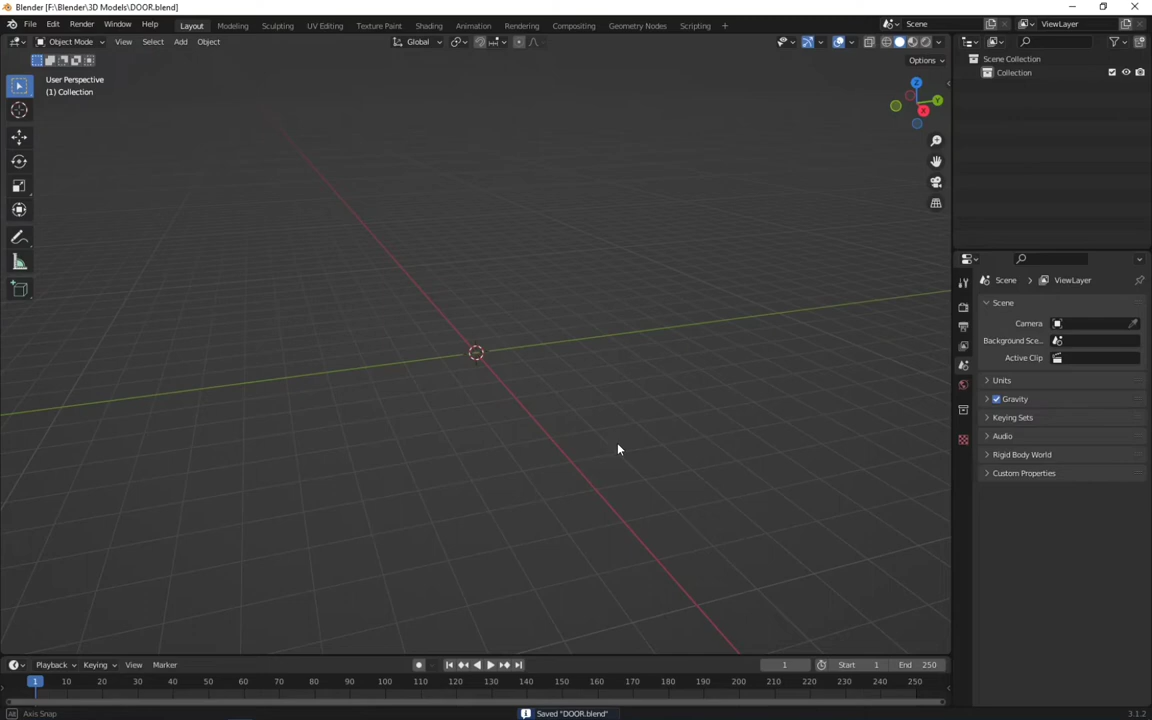 Blender [F:\Blender\3D Models\DOOR.blend]
File Edit Render Window Help Layout Modeling Sculpting UV Editing Texture Paint Shading Animation Rendering Compositing Geometry Nodes Scripting + Scene ViewLayer
Object Mode View Select Add Object Global
Options
User Perspective
(1) Collection
Z
Y
X
Scene Collection
Collection
Scene > ViewLayer
Scene
Camera
Background Sce...
Active Clip
Units
Gravity
Keying Sets
Audio
Rigid Body World
Custom Properties
Playback Keying View Marker 1 Start 1 End 250
1 10 20 30 40 50 60 70 80 90 100 110 120 130 140 150 160 170 180 190 200 210 220 230 240 250
Axis Snap Saved "DOOR.blend" 3.1.2